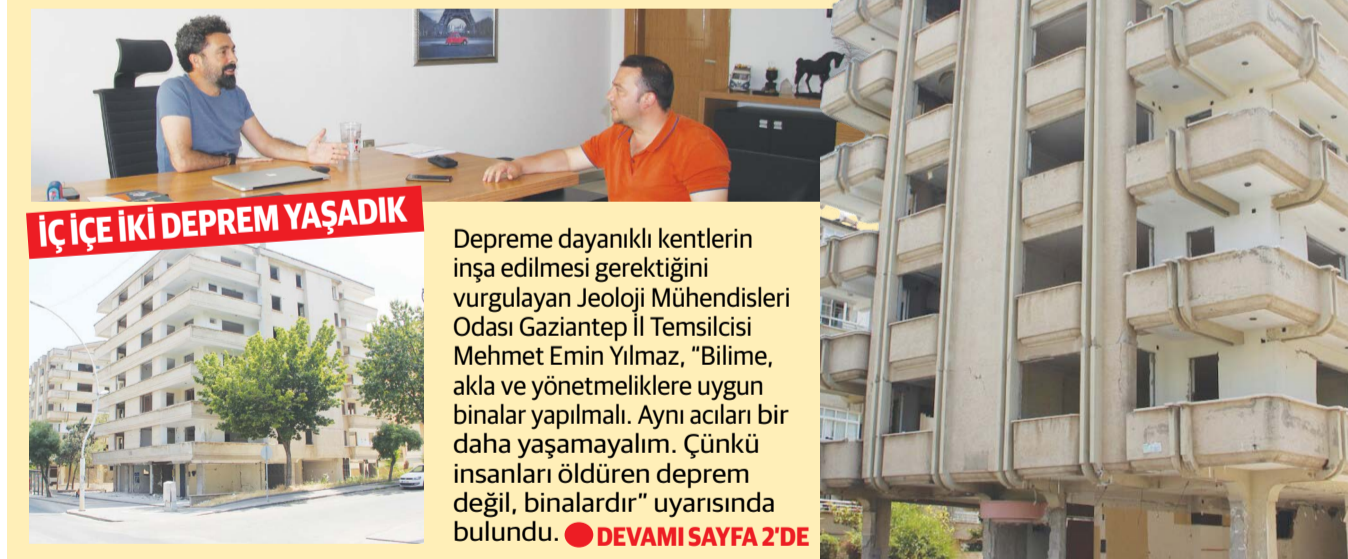 İÇ İÇE İKİ DEPREM YAŞADIK
Depreme dayanıklı kentlerin
inşa edilmesi gerektiğini
vurgulayan Jeoloji Mühendisleri
Odası Gaziantep İl Temsilcisi
Mehmet Emin Yılmaz, “Bilime,
akla ve yönetmeliklere uygun
binalar yapılmalı. Aynı acıları bir
daha yaşamayalım. Çünkü
insanları öldüren deprem
değil, binalardır” uyarısında
bulundu. DEVAMI SAYFA 2'DE